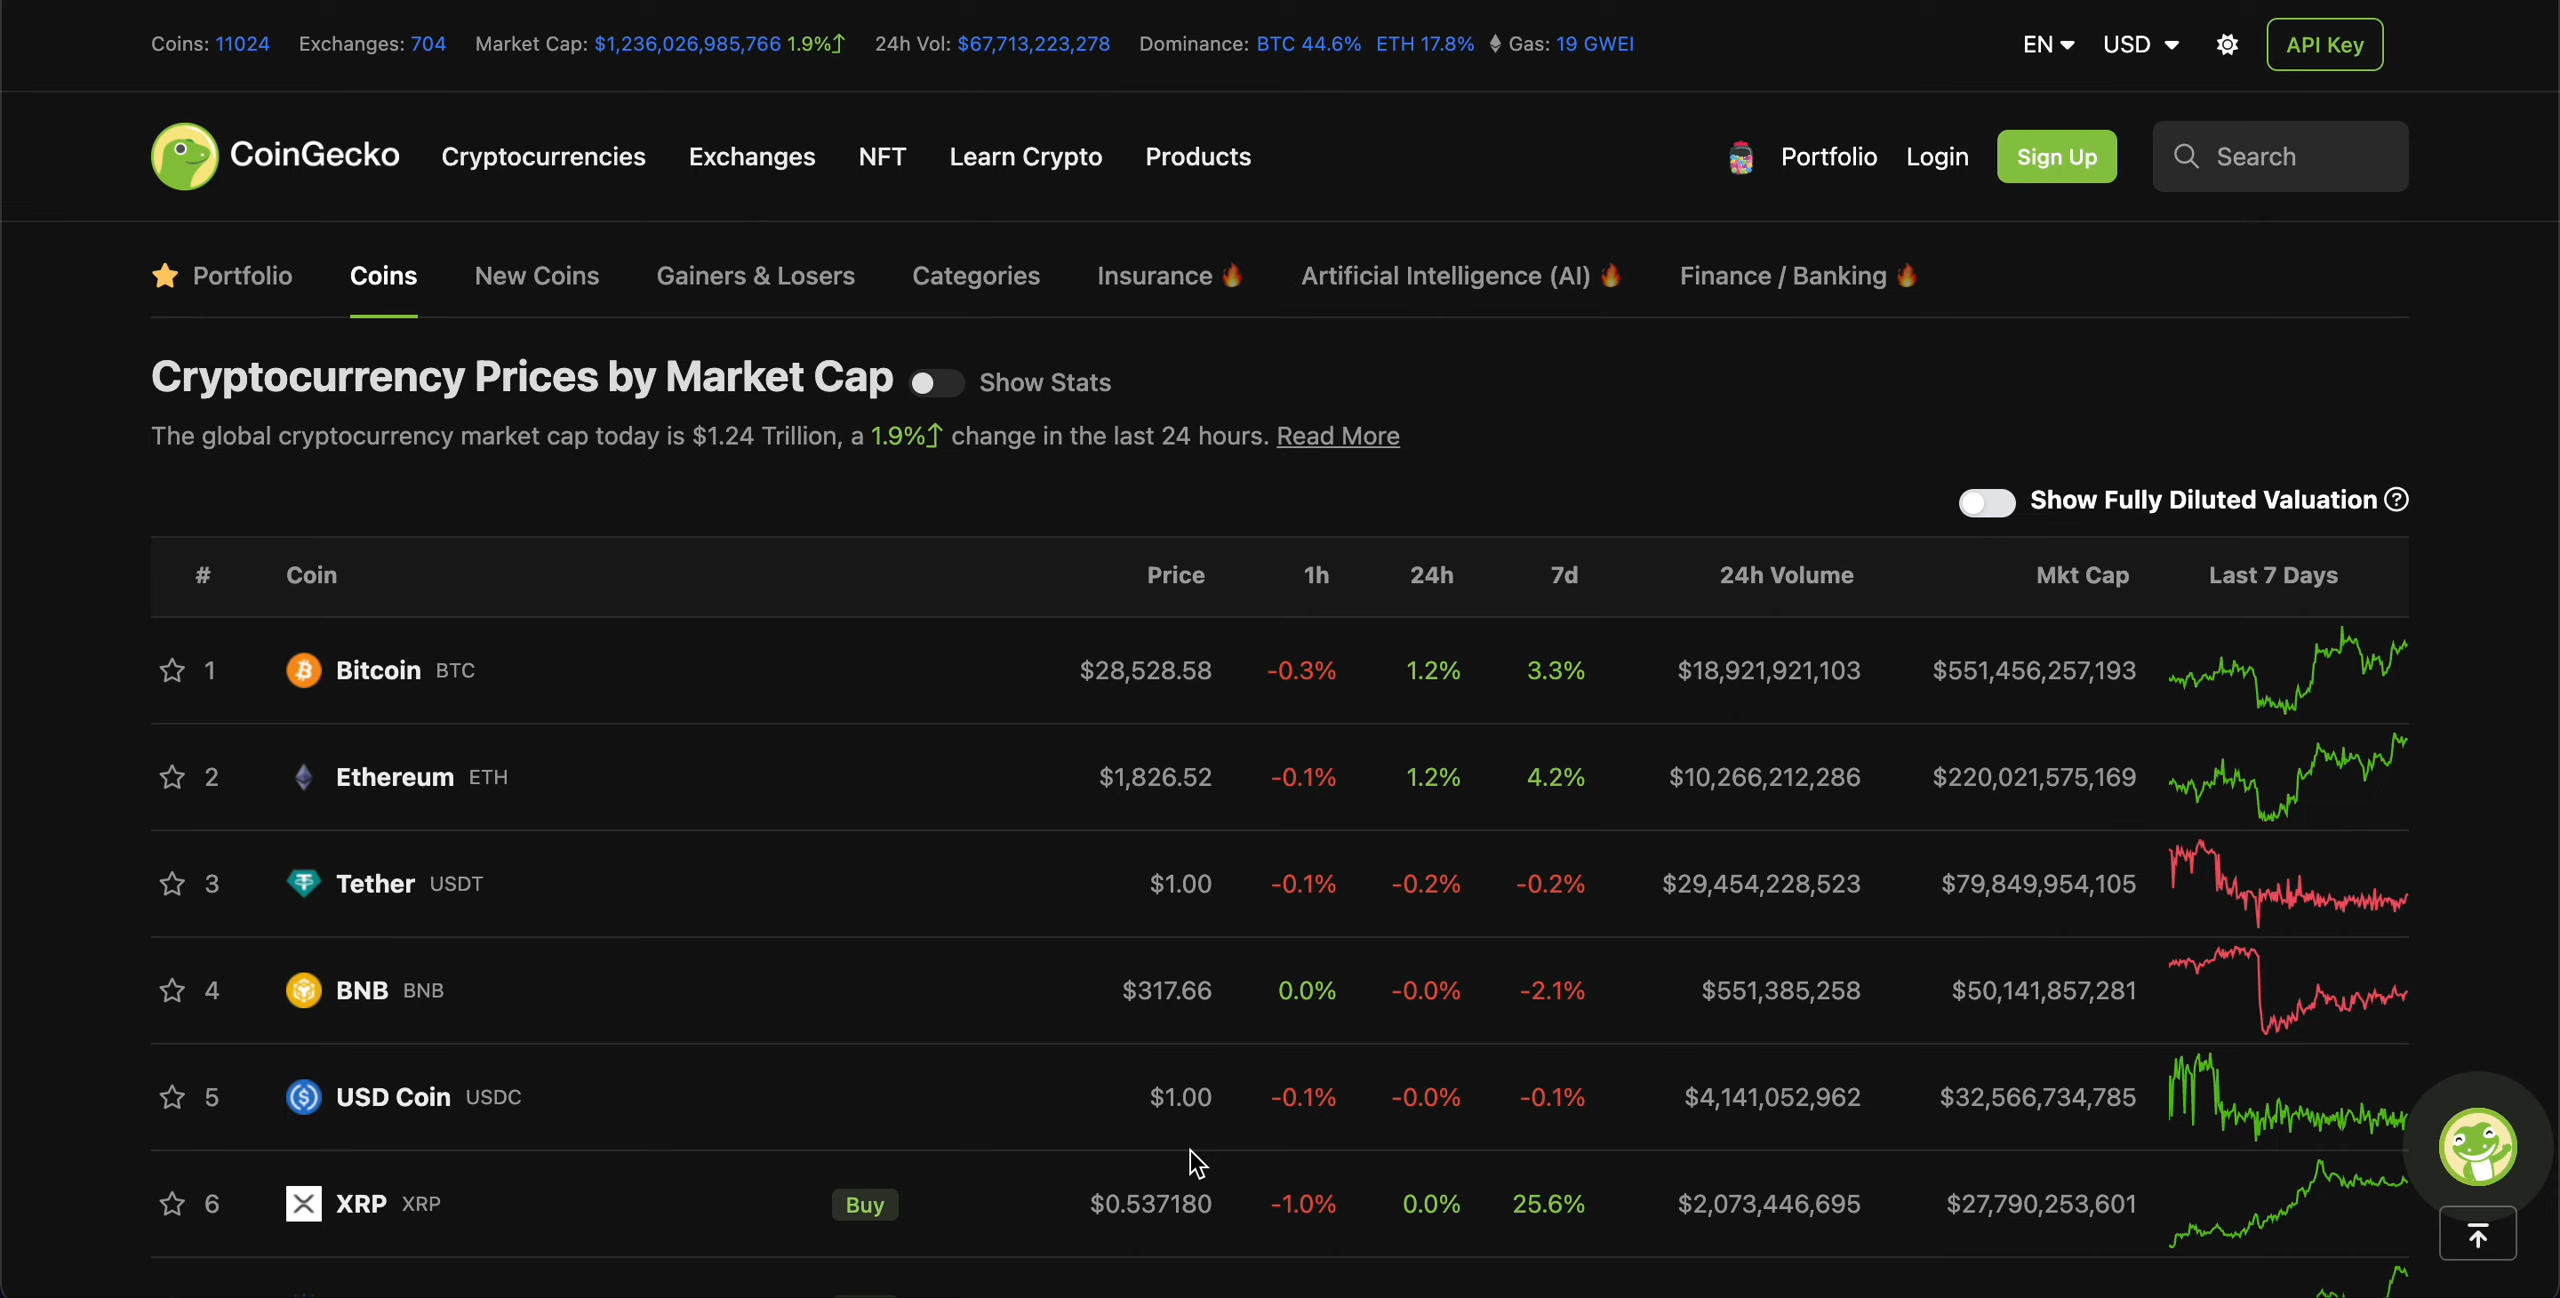 Coins: 11024 Exchanges: 704 Market Cap: $1,236,026,985,766 1.9% 24h Vol: $67,713,223,278 Dominance: BTC 44.6% ETH 17.8% Gas: 19 GWEI EN USD API Key
CoinGecko Cryptocurrencies Exchanges NFT Learn Crypto Products Portfolio Login Sign Up Search
Portfolio Coins New Coins Gainers & Losers Categories Insurance 🔥 Artificial Intelligence (AI) 🔥 Finance / Banking 🔥
Cryptocurrency Prices by Market Cap Show Stats
The global cryptocurrency market cap today is $1.24 Trillion, a 1.9% change in the last 24 hours. Read More
Show Fully Diluted Valuation ?
# Coin Price 1h 24h 7d 24h Volume Mkt Cap Last 7 Days
1 Bitcoin BTC $28,528.58 -0.3% 1.2% 3.3% $18,921,921,103 $551,456,257,193
2 Ethereum ETH $1,826.52 -0.1% 1.2% 4.2% $10,266,212,286 $220,021,575,169
3 Tether USDT $1.00 -0.1% -0.2% -0.2% $29,454,228,523 $79,849,954,105
4 BNB BNB $317.66 0.0% -0.0% -2.1% $551,385,258 $50,141,857,281
5 USD Coin USDC $1.00 -0.1% -0.0% -0.1% $4,141,052,962 $32,566,734,785
6 XRP XRP Buy $0.537180 -1.0% 0.0% 25.6% $2,073,446,695 $27,790,253,601